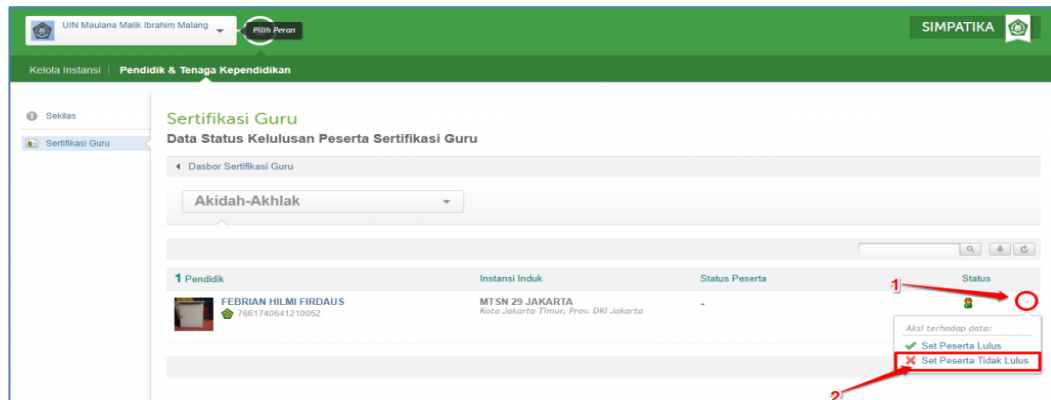 UIN Maulana Malik Ibrahim Malang
Pilih Peran
SIMPATIKA
Kelola Instansi | Pendidik & Tenaga Kependidikan
Sekilas
Sertifikasi Guru
Sertifikasi Guru
Data Status Kelulusan Peserta Sertifikasi Guru
Dasbor Sertifikasi Guru
Akidah-Akhlak
1 Pendidik Instansi Induk Status Peserta Status
1
FEBRIAN HILMI FIRDAUS MTSN 29 JAKARTA -
7661740641210052 Kota Jakarta Timur, Prov. DKI Jakarta
Aksi terhadap data:
Set Peserta Lulus
Set Peserta Tidak Lulus
2